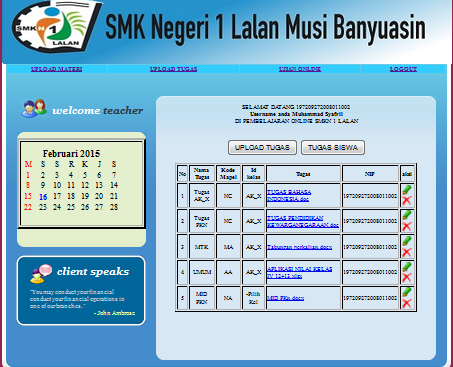 SMKN 1
LALAN
SMK Negeri 1 Lalan Musi Banyuasin
UPLOAD MATERI
UPLOAD TUGAS
UJIAN ONLINE
LOGOUT
welcome teacher
Februari 2015
M S S R K J S
1 2 3 4 5 6 7
8 9 10 11 12 13 14
15 16 17 18 19 20 21
22 23 24 25 26 27 28
client speaks
"You may conduct your financial
conduct your financial operations in
one of our branches."
- John Ambrose
SELAMAT DATANG 197209272008011002
Username anda Muhammad Syafril
DI PEMBELAJARAN ONLINE SMKN 1 LALAN
UPLOAD TUGAS
TUGAS SISWA
No Nama Tugas Kode Mapel Id kelas Tugas NIP aksi
1 Tugas AK_X NC AK_X TUGAS BAHASA INDONESIA.doc 197209272008011002
2 Tugas PKN NC AK_X TUGAS PENDIDIKAN KEWARGANEGARAAN.doc 197209272008011002
3 MTK MA AK_X Tabungan perkalian.docx 197209272008011002
4 UMUM AA AK_X APLIKASI NILAI KELAS IV 12+13.xlsx 197209272008011002
5 MID PKN NA -Pilih Kel MID PKn.docx 197209272008011002